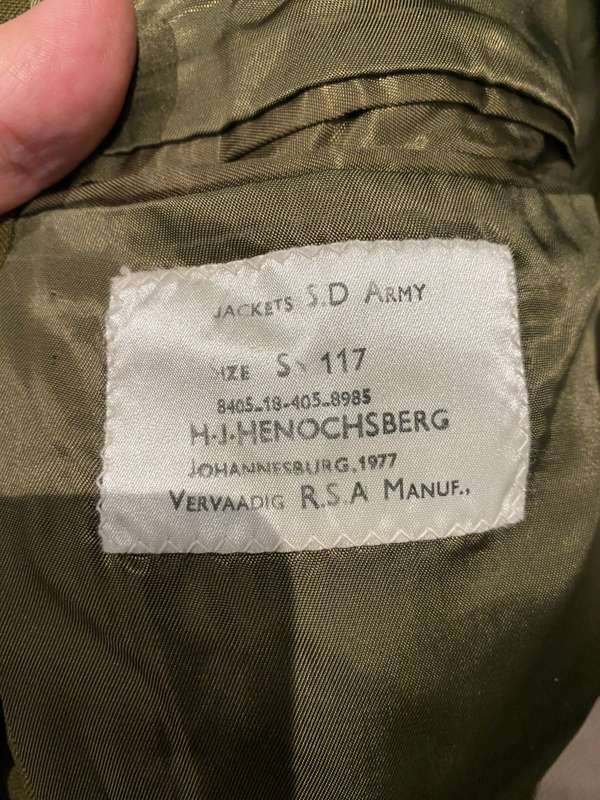 JACKETS S.D ARMY
SIZE S 117
8405-18-405-8985
H.J.HENOCHSBERG
JOHANNESBURG.1977
VERVAADIG R.S.A MANUF.,